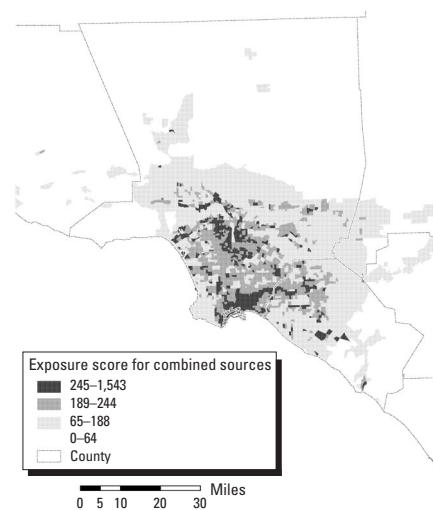 Exposure score for combined sources
245–1,543
189–244
65–188
0–64
County
Miles
0 5 10 20 30